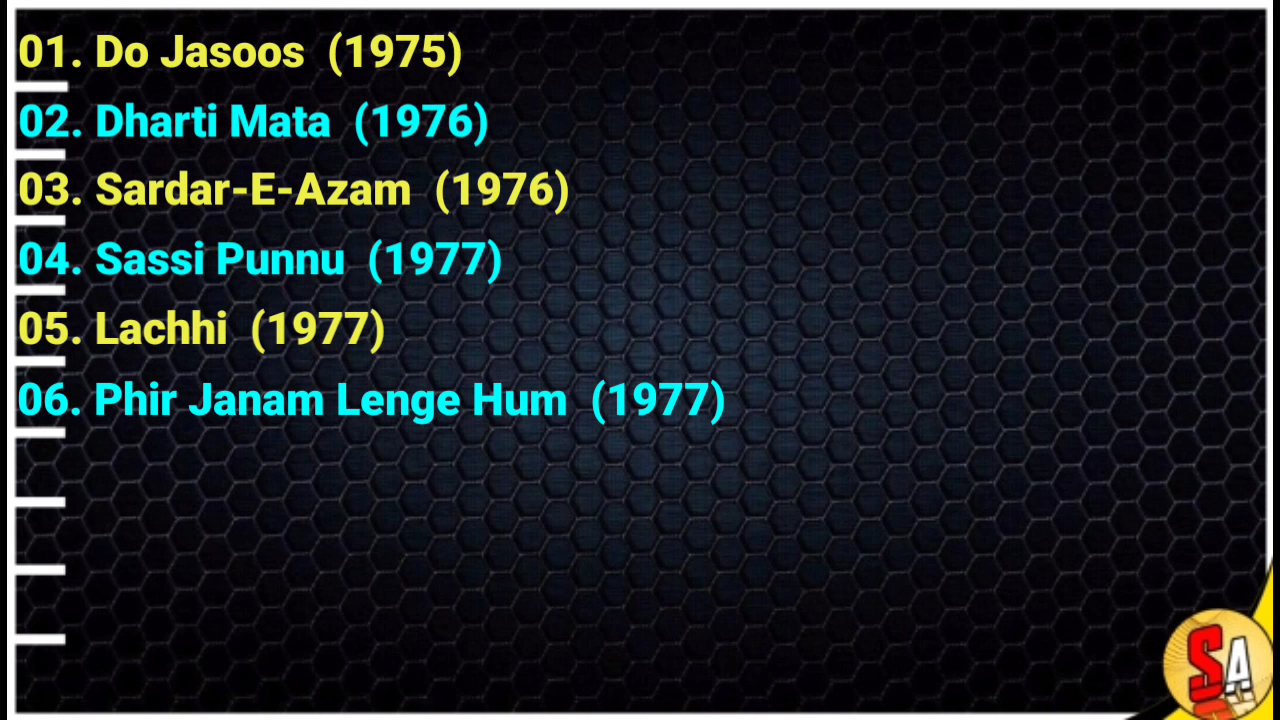 01. Do Jasoos (1975)
02. Dharti Mata (1976)
03. Sardar-E-Azam (1976)
04. Sassi Punnu (1977)
05. Lachhi (1977)
06. Phir Janam Lenge Hum (1977)
SA